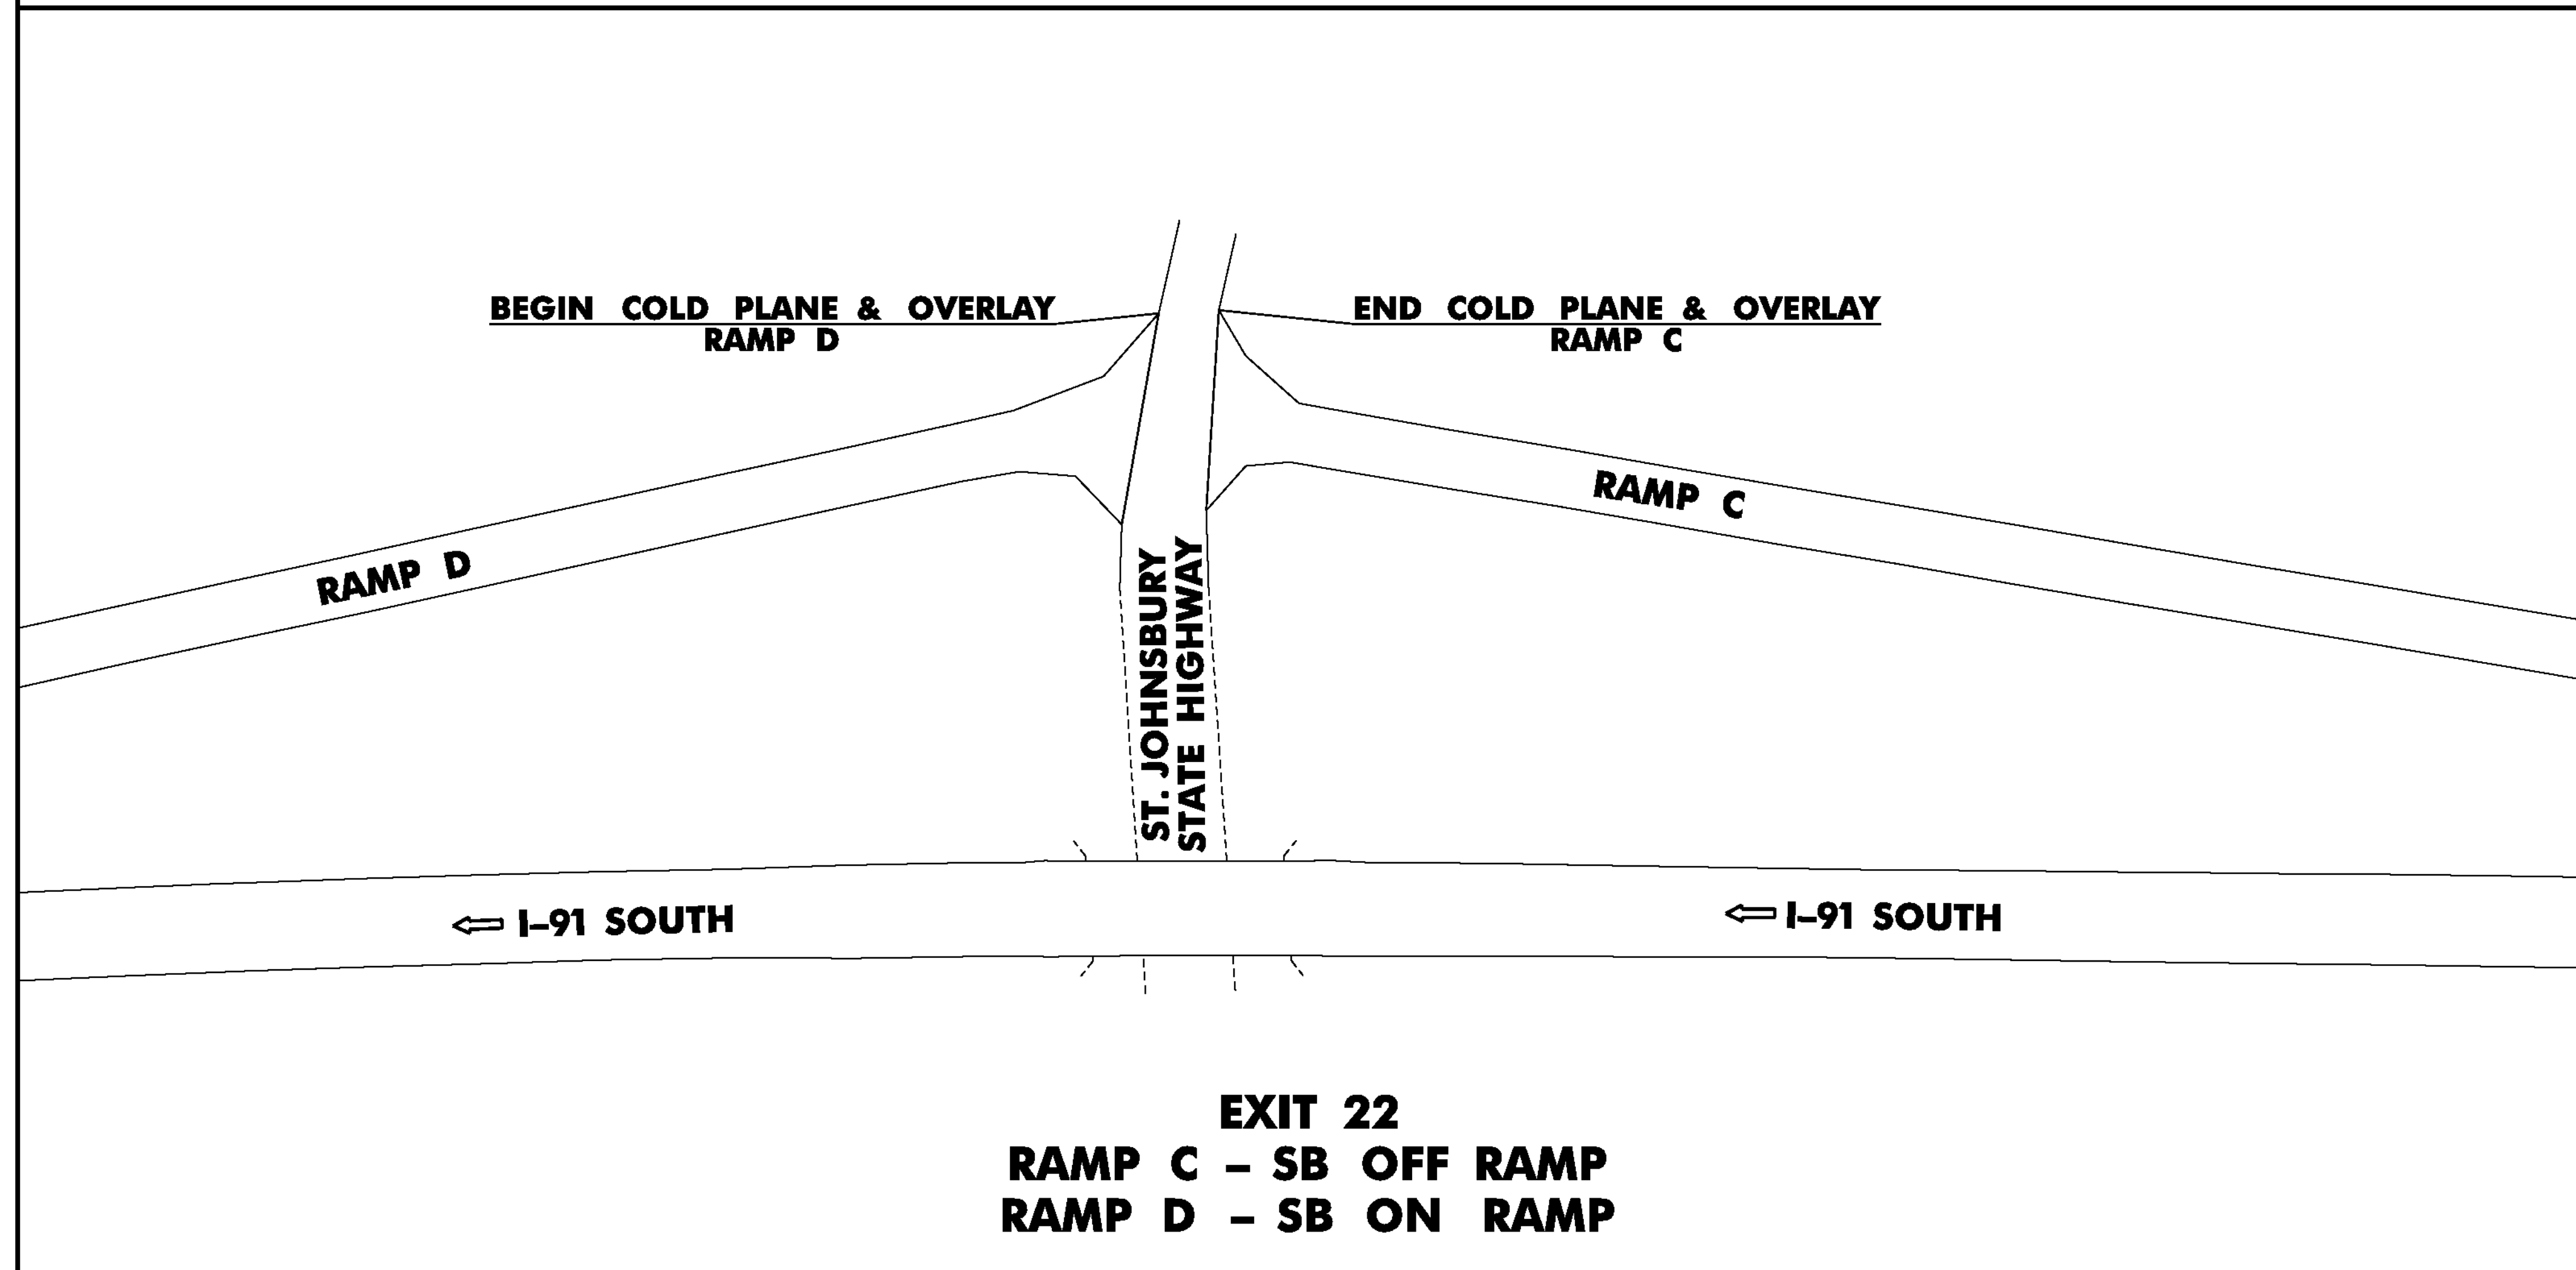 BEGIN COLD PLANE & OVERLAY
RAMP D
END COLD PLANE & OVERLAY
RAMP C
RAMP C
RAMP D
ST. JOHNSBURY
STATE HIGHWAY
I-91 SOUTH
I-91 SOUTH
EXIT 22
RAMP C - SB OFF RAMP
RAMP D - SB ON RAMP